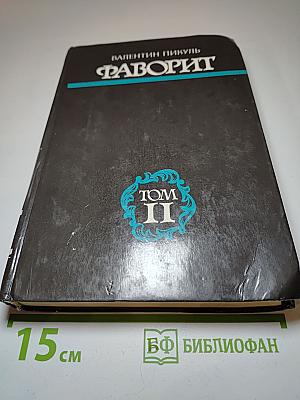 ВАЛЕНТИН ПИКУЛЬ
ФАВОРИТ
ТОМ
II
15 см
БФ БИБЛИОФАН